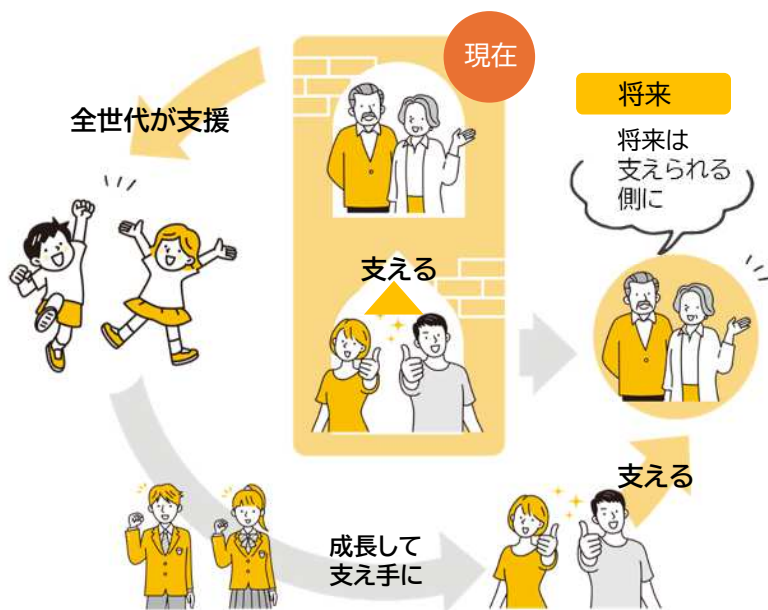 現在
全世代が支援
将来
将来は
支えられる
側に
支える
支える
成長して
支え手に